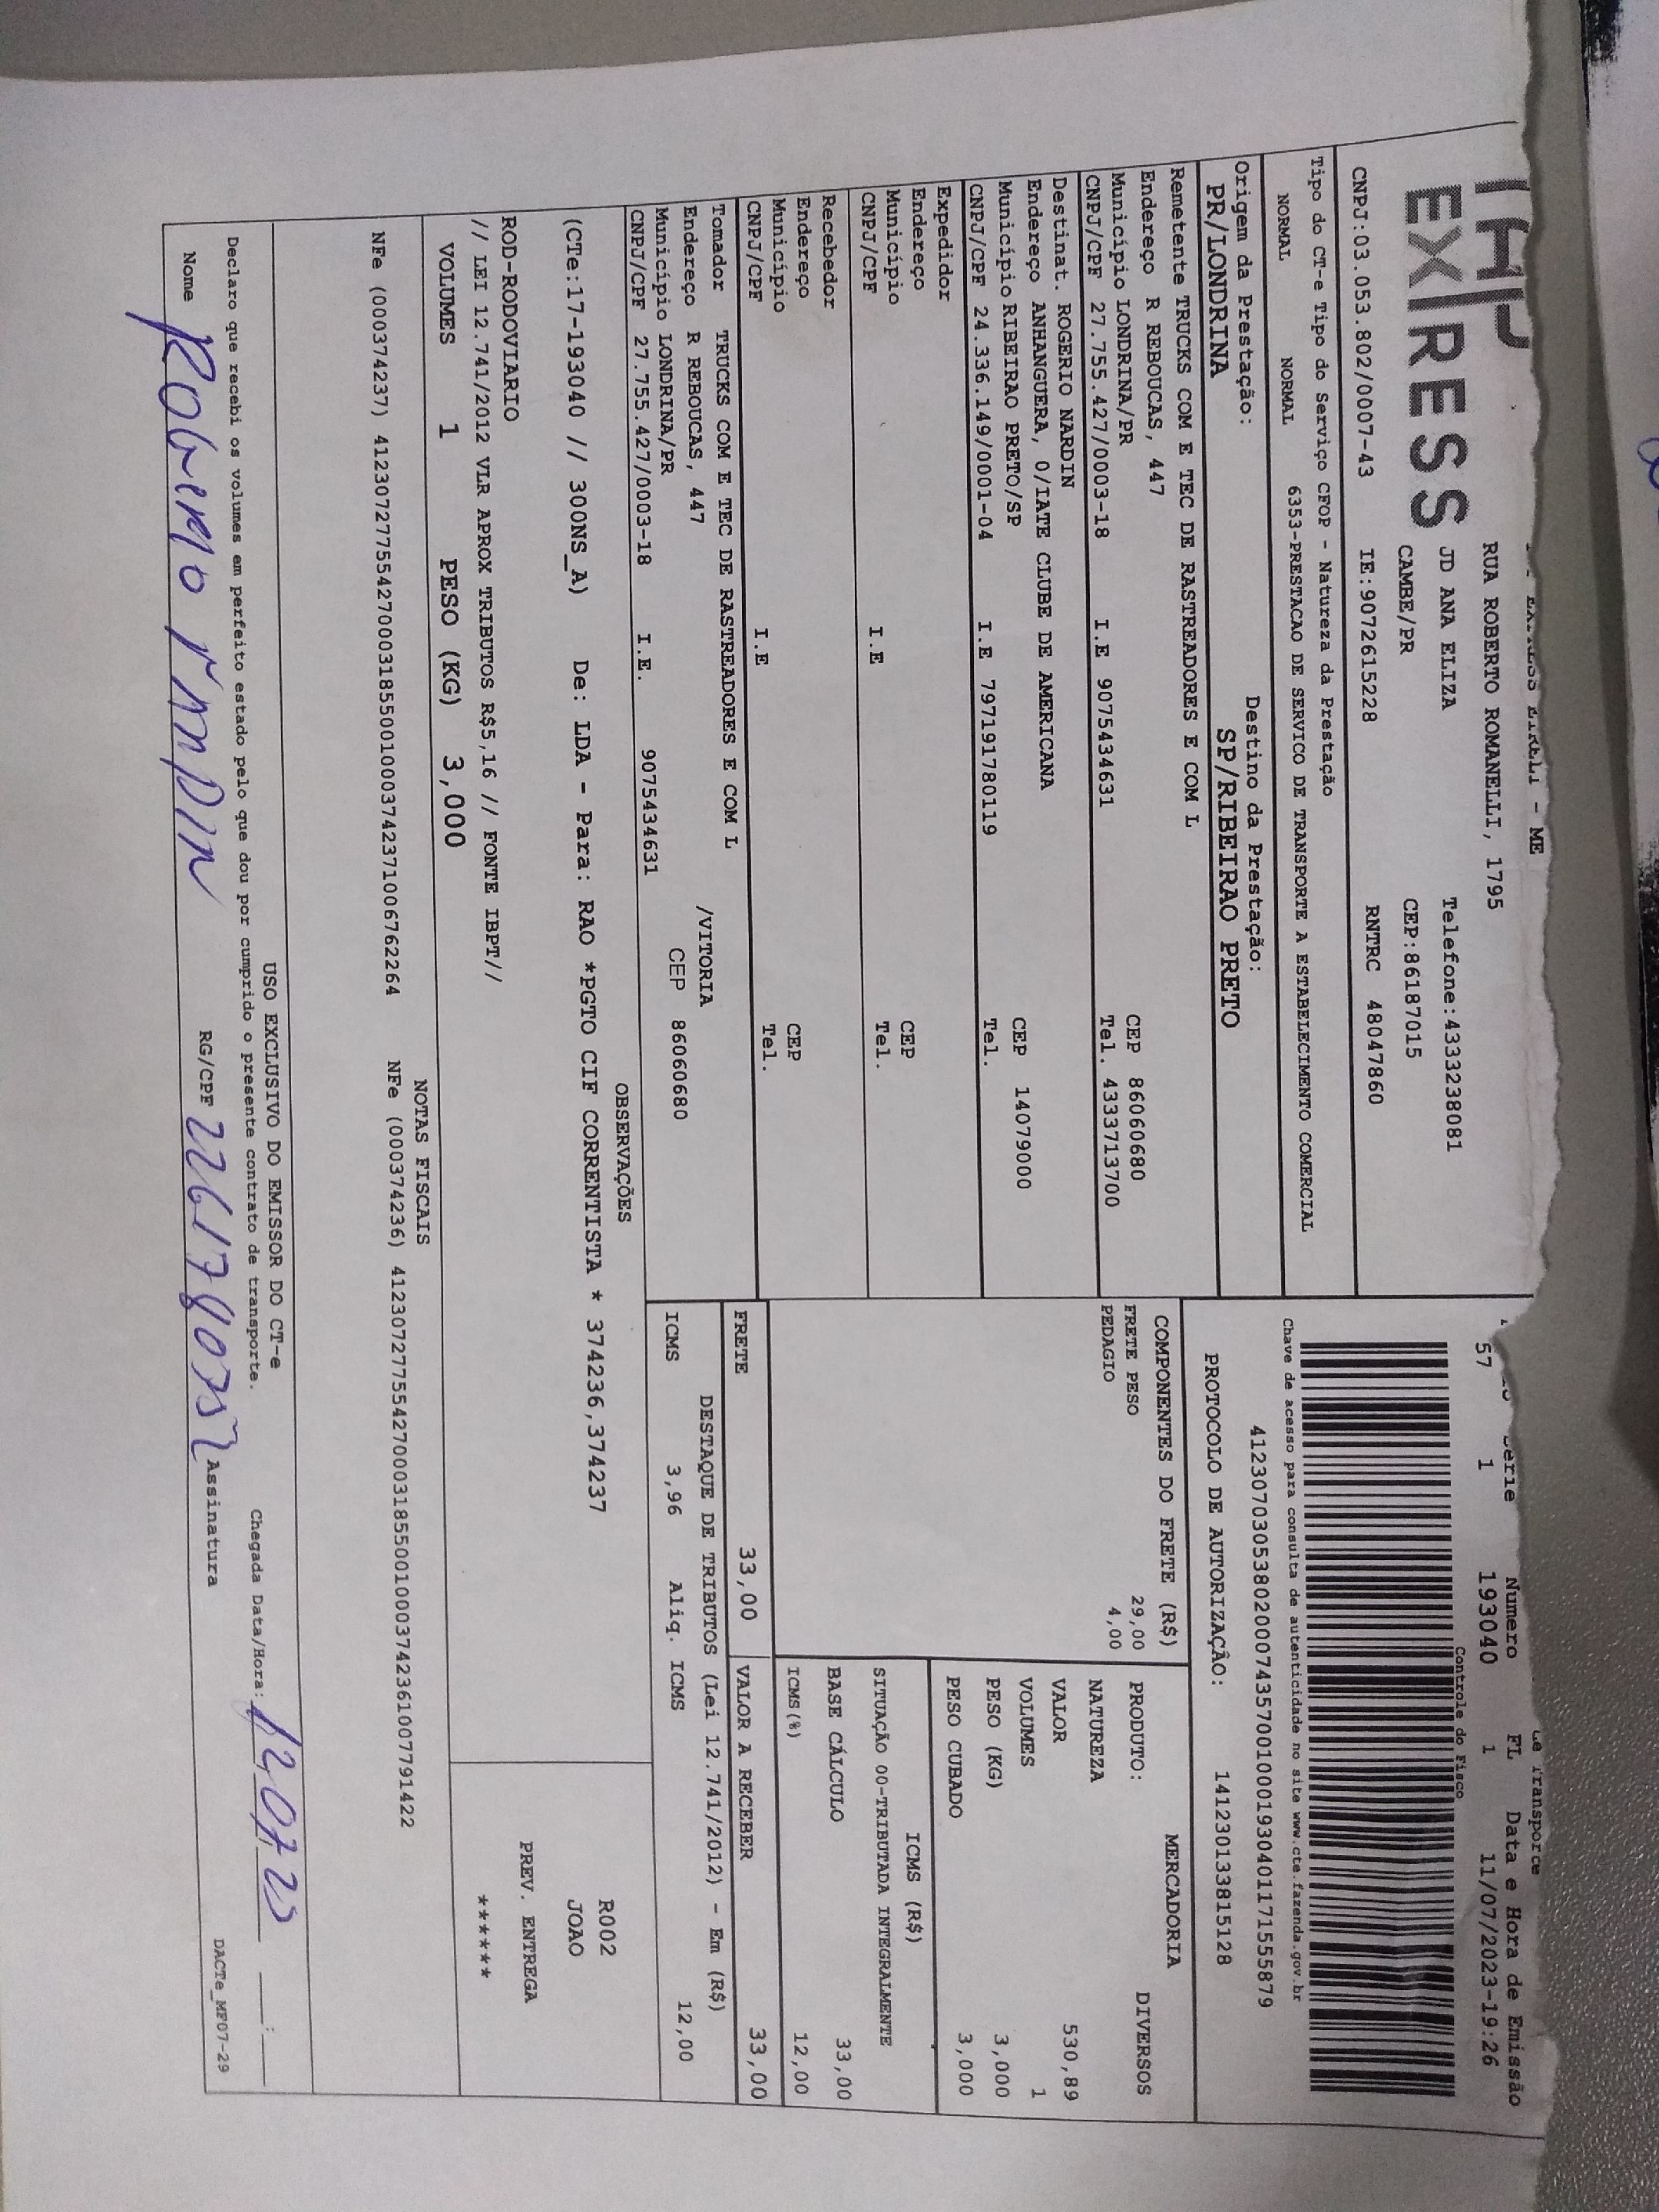 EXPRESS
EIRELI - ME
RUA ROBERTO ROMANELLI, 1795
JD ANA ELIZA Telefone:4333238081
CAMBE/PR CEP:86187015
CNPJ:03.053.802/0007-43 IE:9072615228 RNTRC 48047860
Tipo do CT-e Tipo do Serviço CFOP - Natureza da Prestação
NORMAL NORMAL 6353-PRESTACAO DE SERVICO DE TRANSPORTE A ESTABELECIMENTO COMERCIAL
Origem da Prestação: Destino da Prestação:
PR/LONDRINA SP/RIBEIRAO PRETO
Número FL Data e Hora de Emissão
57 1 193040 1 11/07/2023-19:26
Controle do Fisco
Chave de acesso para consulta de autenticidade no site www.cte.fazenda.gov.br
41230703053802000743570010001930401171555879
PROTOCOLO DE AUTORIZAÇÃO: 141230133815128
Remetente TRUCKS COM E TEC DE RASTREADORES E COM L
Endereço R REBOUCAS, 447 CEP 86060680
Município LONDRINA/PR Tel. 4333713700
CNPJ/CPF 27.755.427/0003-18 I.E 9075434631
Destinat. ROGERIO NARDIN
Endereço ANHANGUERA, 0/IATE CLUBE DE AMERICANA
Município RIBEIRAO PRETO/SP CEP 14079000
CNPJ/CPF 24.336.149/0001-04 I.E 797191780119 Tel.
Expedidor
Endereço
Município CEP
CNPJ/CPF I.E Tel.
Recebedor
Endereço
Município CEP
CNPJ/CPF I.E Tel.
Tomador TRUCKS COM E TEC DE RASTREADORES E COM L
Endereço R REBOUCAS, 447 /VITORIA
Município LONDRINA/PR CEP 86060680
CNPJ/CPF 27.755.427/0003-18 I.E. 9075434631
COMPONENTES DO FRETE (R$)
FRETE PESO 29,00
PEDAGIO 4,00
MERCADORIA
PRODUTO: DIVERSOS
NATUREZA
VALOR 530,89
VOLUMES 1
PESO (KG) 3,000
PESO CUBADO 3,000
ICMS (R$)
SITUAÇÃO 00-TRIBUTADA INTEGRALMENTE
BASE CÁLCULO 33,00
ICMS(%) 12,00
FRETE 33,00 VALOR A RECEBER 33,00
DESTAQUE DE TRIBUTOS (Lei 12.741/2012) - Em (R$)
ICMS 3,96 Aliq. ICMS 12,00
OBSERVAÇÕES
(CTe:17-193040 // 300NS_A) De: LDA - Para: RAO *PGTO CIF CORRENTISTA * 374236,374237
R002
JOAO
ROD-RODOVIARIO
// LEI 12.741/2012 VLR APROX TRIBUTOS R$5,16 // FONTE IBPT//
PREV. ENTREGA
******
VOLUMES 1 PESO (KG) 3,000
NOTAS FISCAIS
NFe (000374237) 41230727755427000318550010003742371006762264 NFe (000374236) 41230727755427000318550010003742361007791422
USO EXCLUSIVO DO EMISSOR DO CT-e
Declaro que recebi os volumes em perfeito estado pelo que dou por cumprido o presente contrato de transporte. Chegada Data/Hora: 12,07,23 __:__
Nome ROGERIO NARDIN RG/CPF Assinatura
DACTe_MF07-29